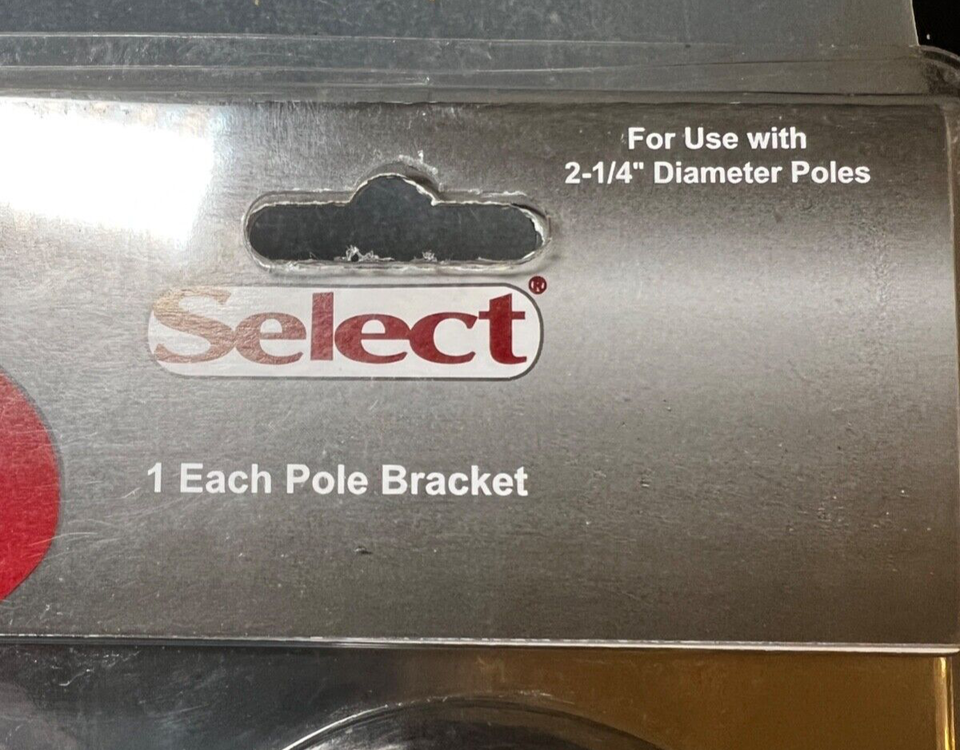 For Use with
2-1/4" Diameter Poles
Select®
1 Each Pole Bracket